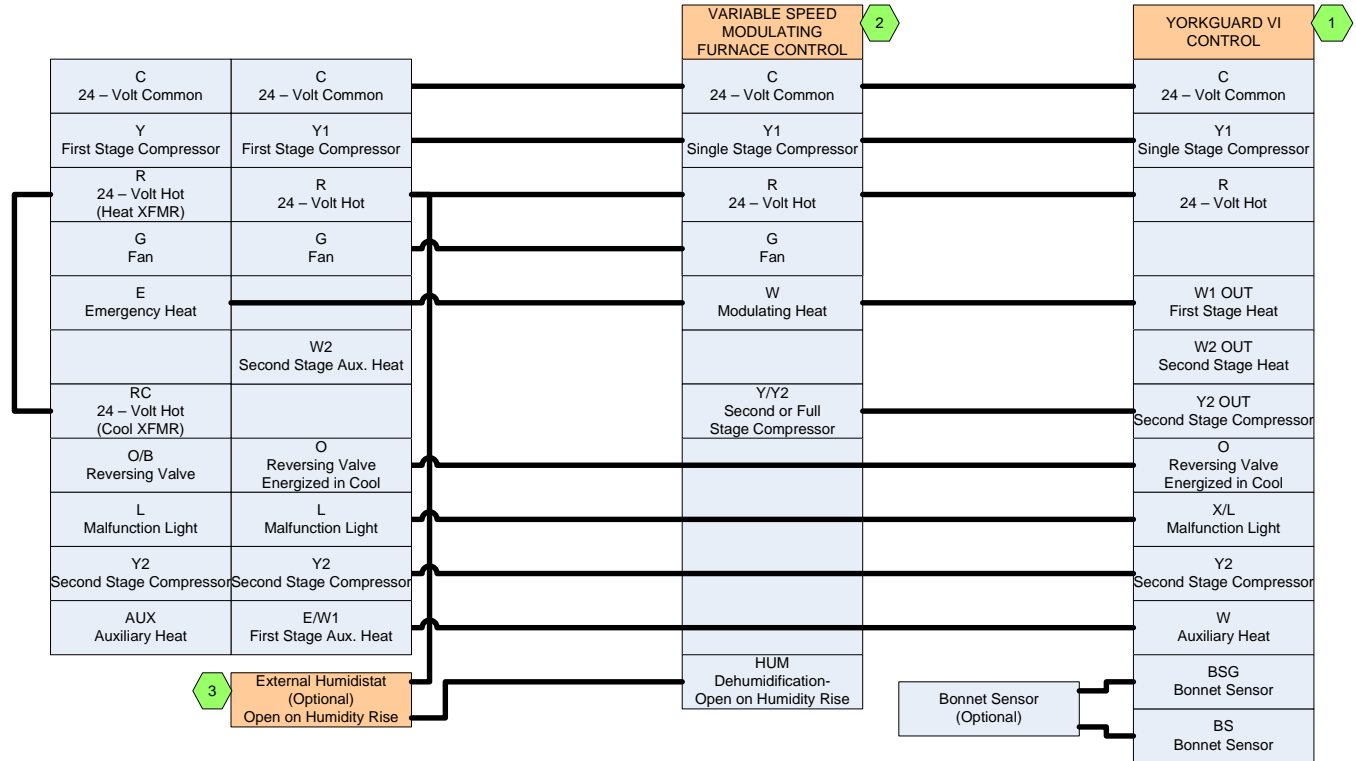 VARIABLE SPEED
MODULATING
FURNACE CONTROL
2
YORKGUARD VI
CONTROL
1
C
24 – Volt Common
C
24 – Volt Common
C
24 – Volt Common
C
24 – Volt Common
Y
First Stage Compressor
Y1
First Stage Compressor
Y1
Single Stage Compressor
Y1
Single Stage Compressor
R
24 – Volt Hot
(Heat XFMR)
R
24 – Volt Hot
R
24 – Volt Hot
R
24 – Volt Hot
G
Fan
G
Fan
G
Fan
E
Emergency Heat
W
Modulating Heat
W1 OUT
First Stage Heat
W2
Second Stage Aux. Heat
W2 OUT
Second Stage Heat
RC
24 – Volt Hot
(Cool XFMR)
Y/Y2
Second or Full
Stage Compressor
Y2 OUT
Second Stage Compressor
O/B
Reversing Valve
O
Reversing Valve
Energized in Cool
O
Reversing Valve
Energized in Cool
L
Malfunction Light
L
Malfunction Light
X/L
Malfunction Light
Y2
Second Stage Compressor
Y2
Second Stage Compressor
Y2
Second Stage Compressor
AUX
Auxiliary Heat
E/W1
First Stage Aux. Heat
W
Auxiliary Heat
3
External Humidistat
(Optional)
Open on Humidity Rise
HUM
Dehumidification-
Open on Humidity Rise
Bonnet Sensor
(Optional)
BSG
Bonnet Sensor
BS
Bonnet Sensor